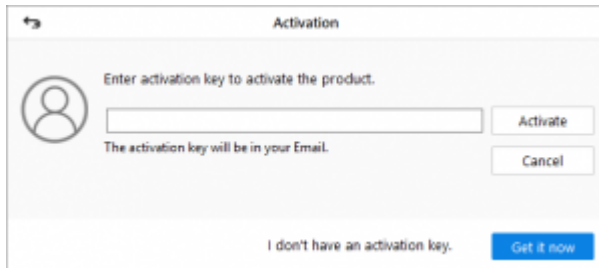 Activation
Enter activation key to activate the product.
Activate
The activation key will be in your Email.
Cancel
I don't have an activation key.
Get it now